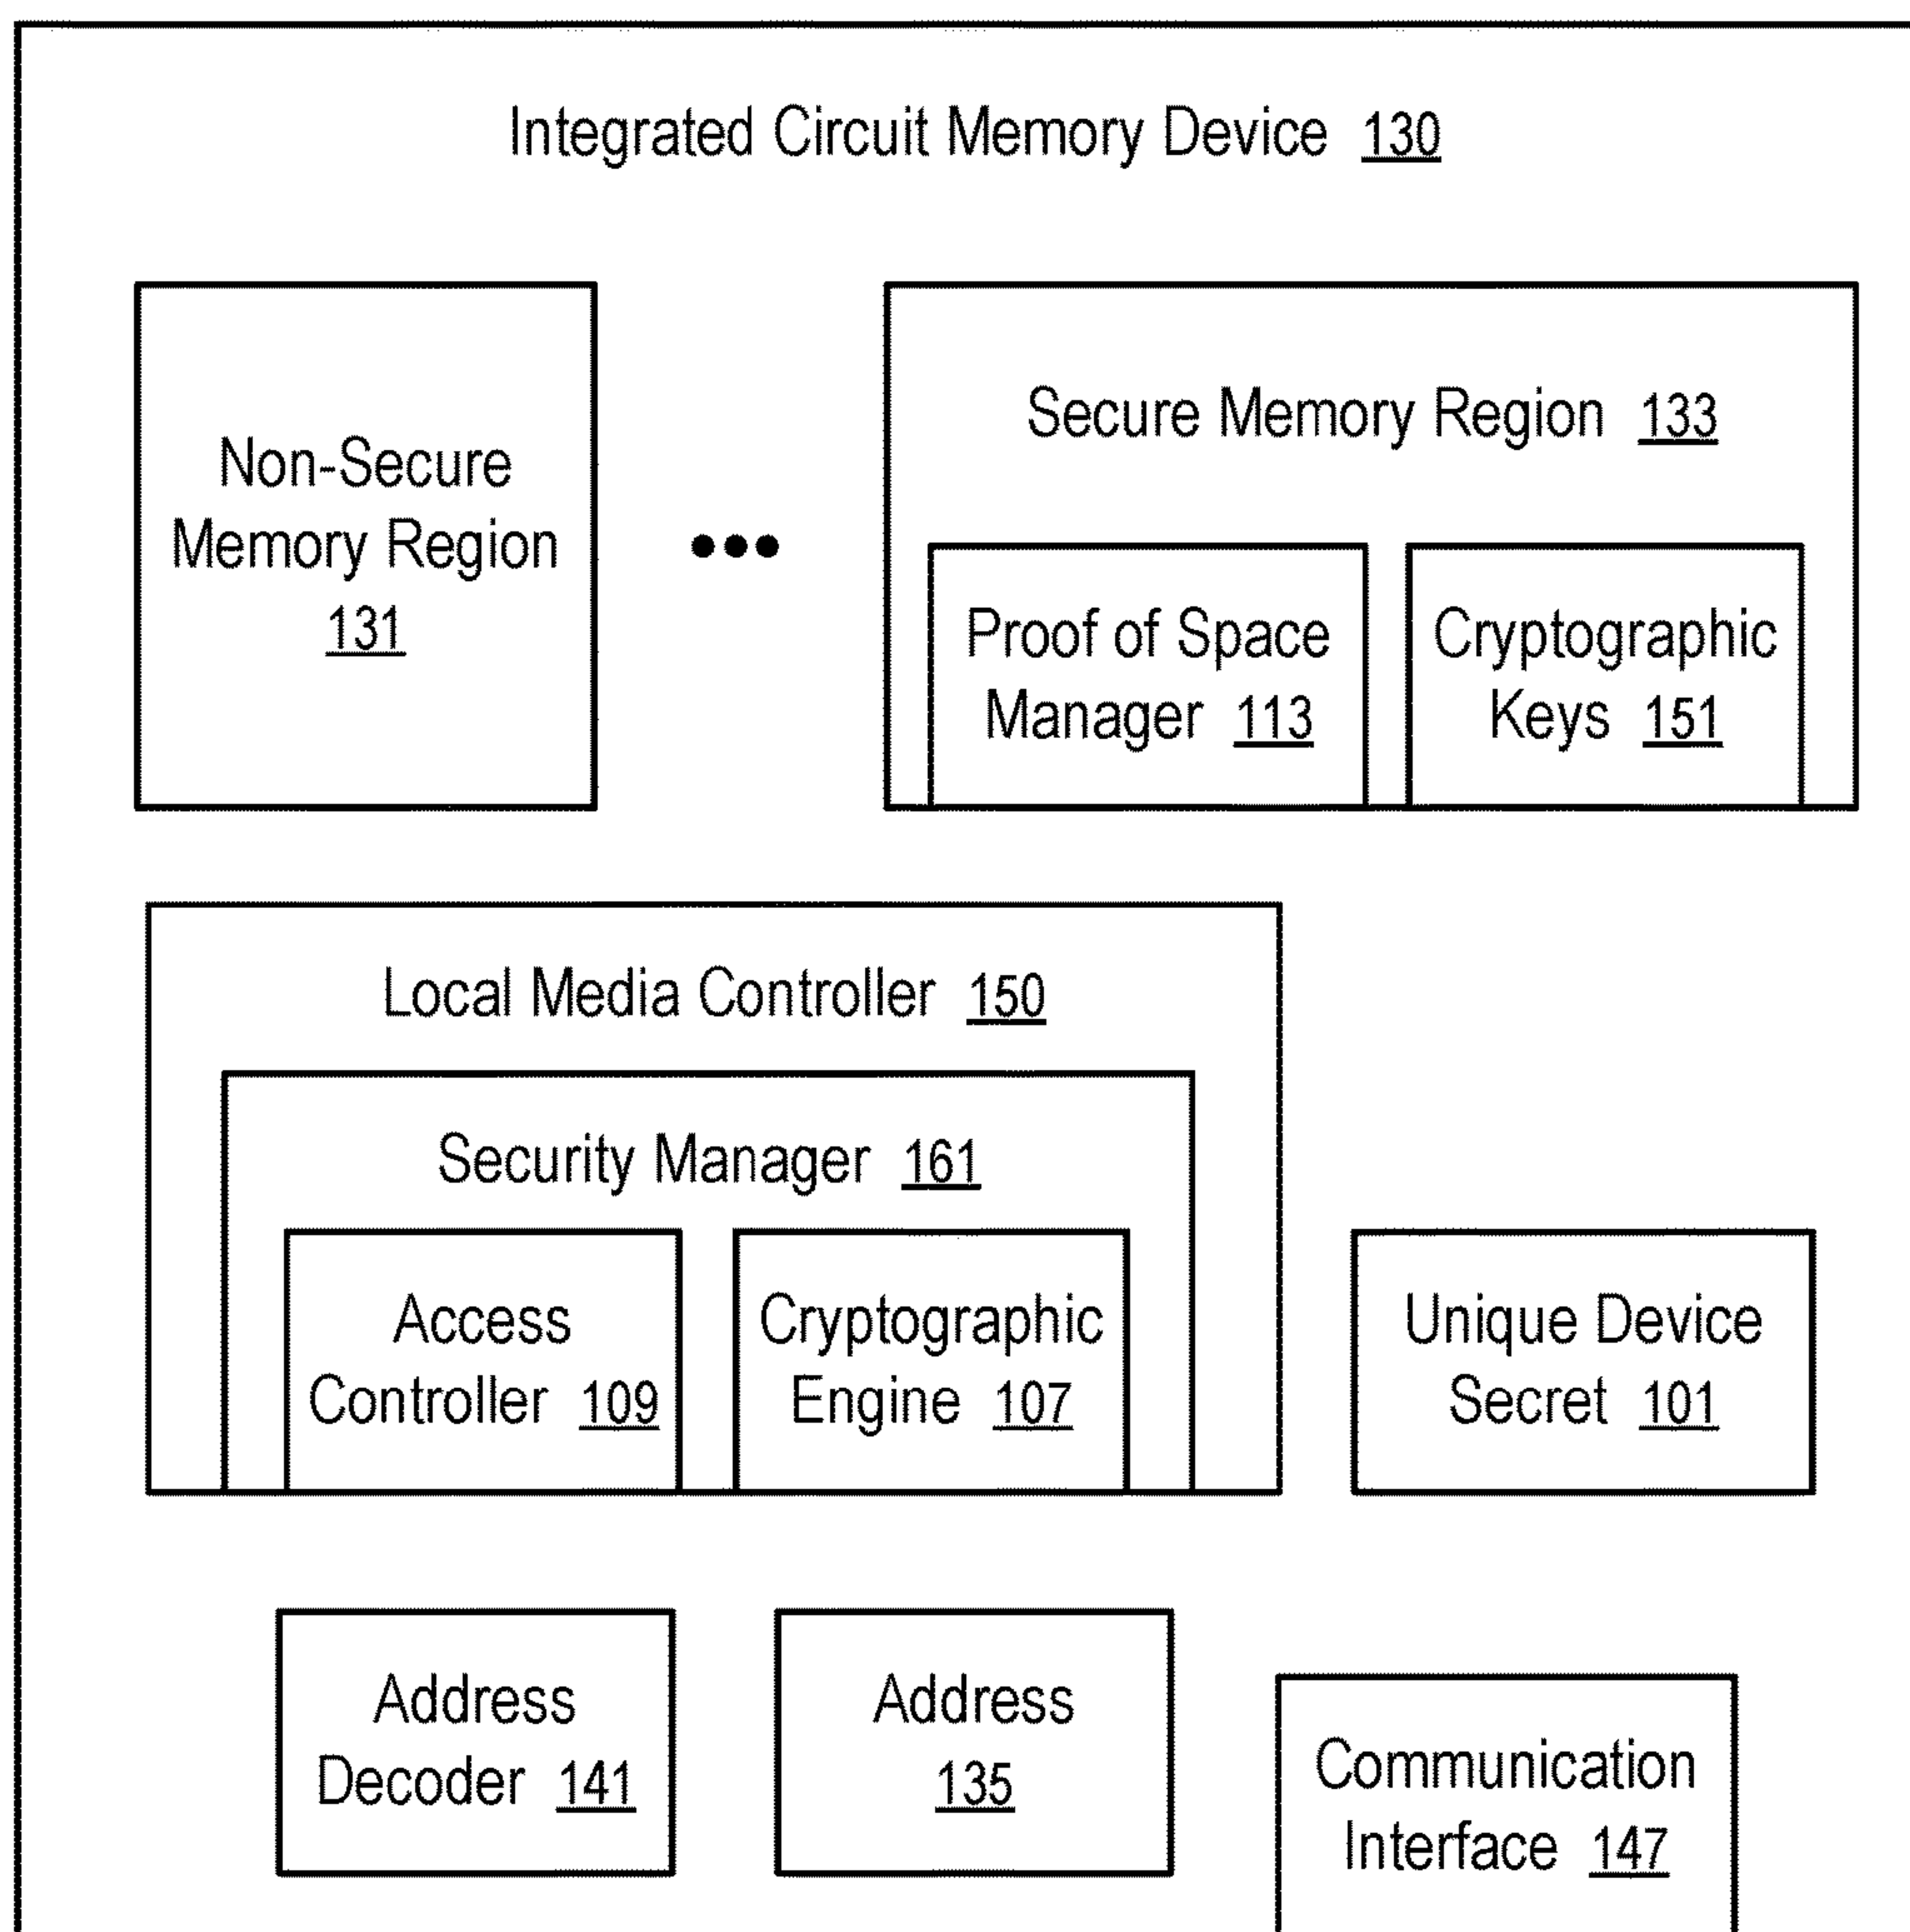 Integrated Circuit Memory Device 130
Non-Secure
Memory Region
131
Secure Memory Region 133
Proof of Space
Manager 113
Cryptographic
Keys 151
Local Media Controller 150
Security Manager 161
Access
Controller 109
Cryptographic
Engine 107
Unique Device
Secret 101
Address
Decoder 141
Address
135
Communication
Interface 147